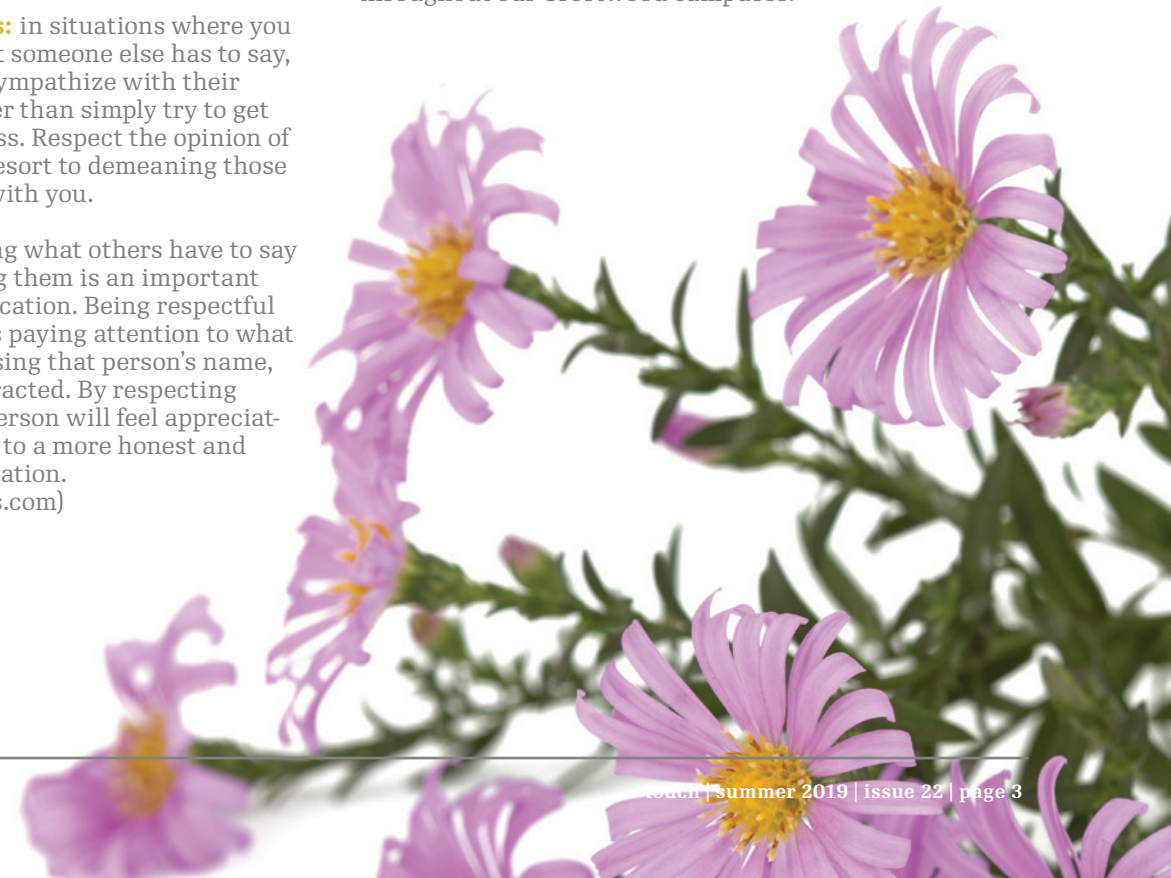 s: in situations where you
t someone else has to say,
ympathize with their
er than simply try to get
ss. Respect the opinion of
esort to demeaning those
with you.
ng what others have to say
g them is an important
cation. Being respectful
s paying attention to what
sing that person's name,
racted. By respecting
erson will feel appreciat-
to a more honest and
ation.
s.com)
touch | summer 2019 | issue 22 | page 3